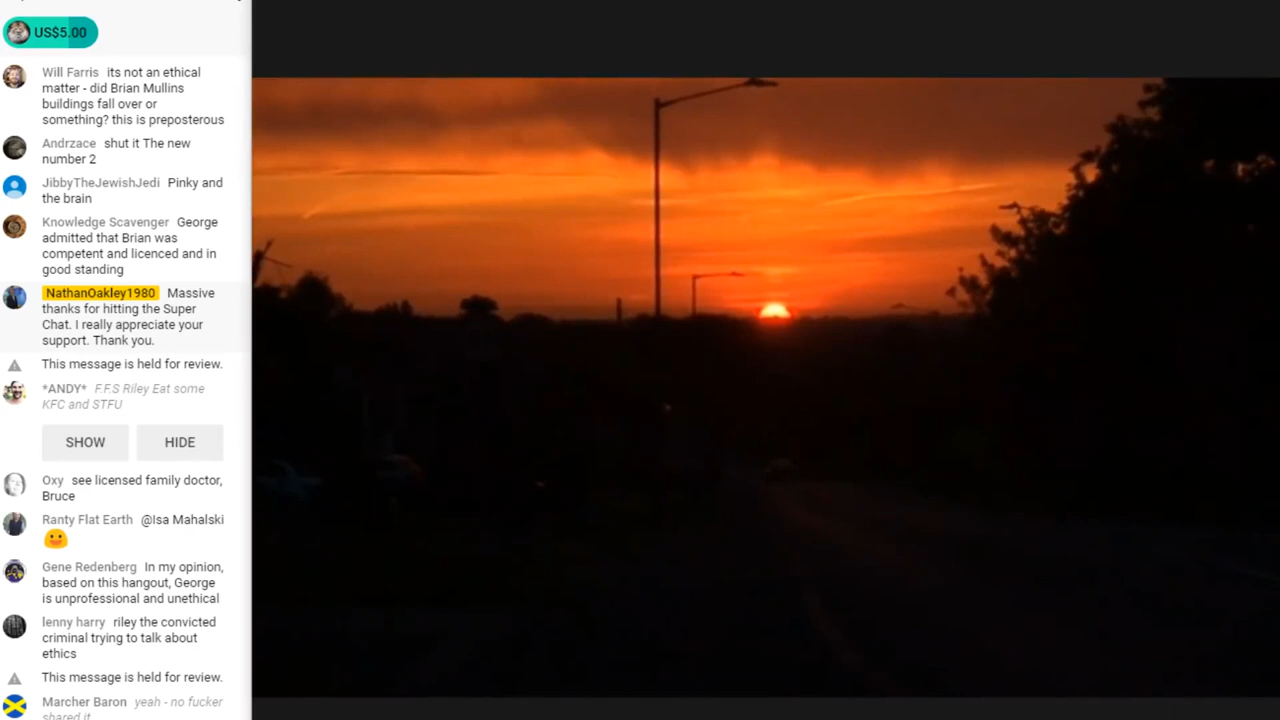 US$5.00
Will Farris its not an ethical
matter - did Brian Mullins
buildings fall over or
something? this is preposterous
Andrzace shut it The new
number 2
JibbyTheJewishJedi Pinky and
the brain
Knowledge Scavenger George
admitted that Brian was
competent and licenced and in
good standing
NathanOakley1980 Massive
thanks for hitting the Super
Chat. I really appreciate your
support. Thank you.
This message is held for review.
*ANDY* F.F.S Riley Eat some
KFC and STFU
SHOW HIDE
Oxy see licensed family doctor,
Bruce
Ranty Flat Earth @Isa Mahalski
Gene Redenberg In my opinion,
based on this hangout, George
is unprofessional and unethical
lenny harry riley the convicted
criminal trying to talk about
ethics
This message is held for review.
Marcher Baron yeah - no fucker
shared it